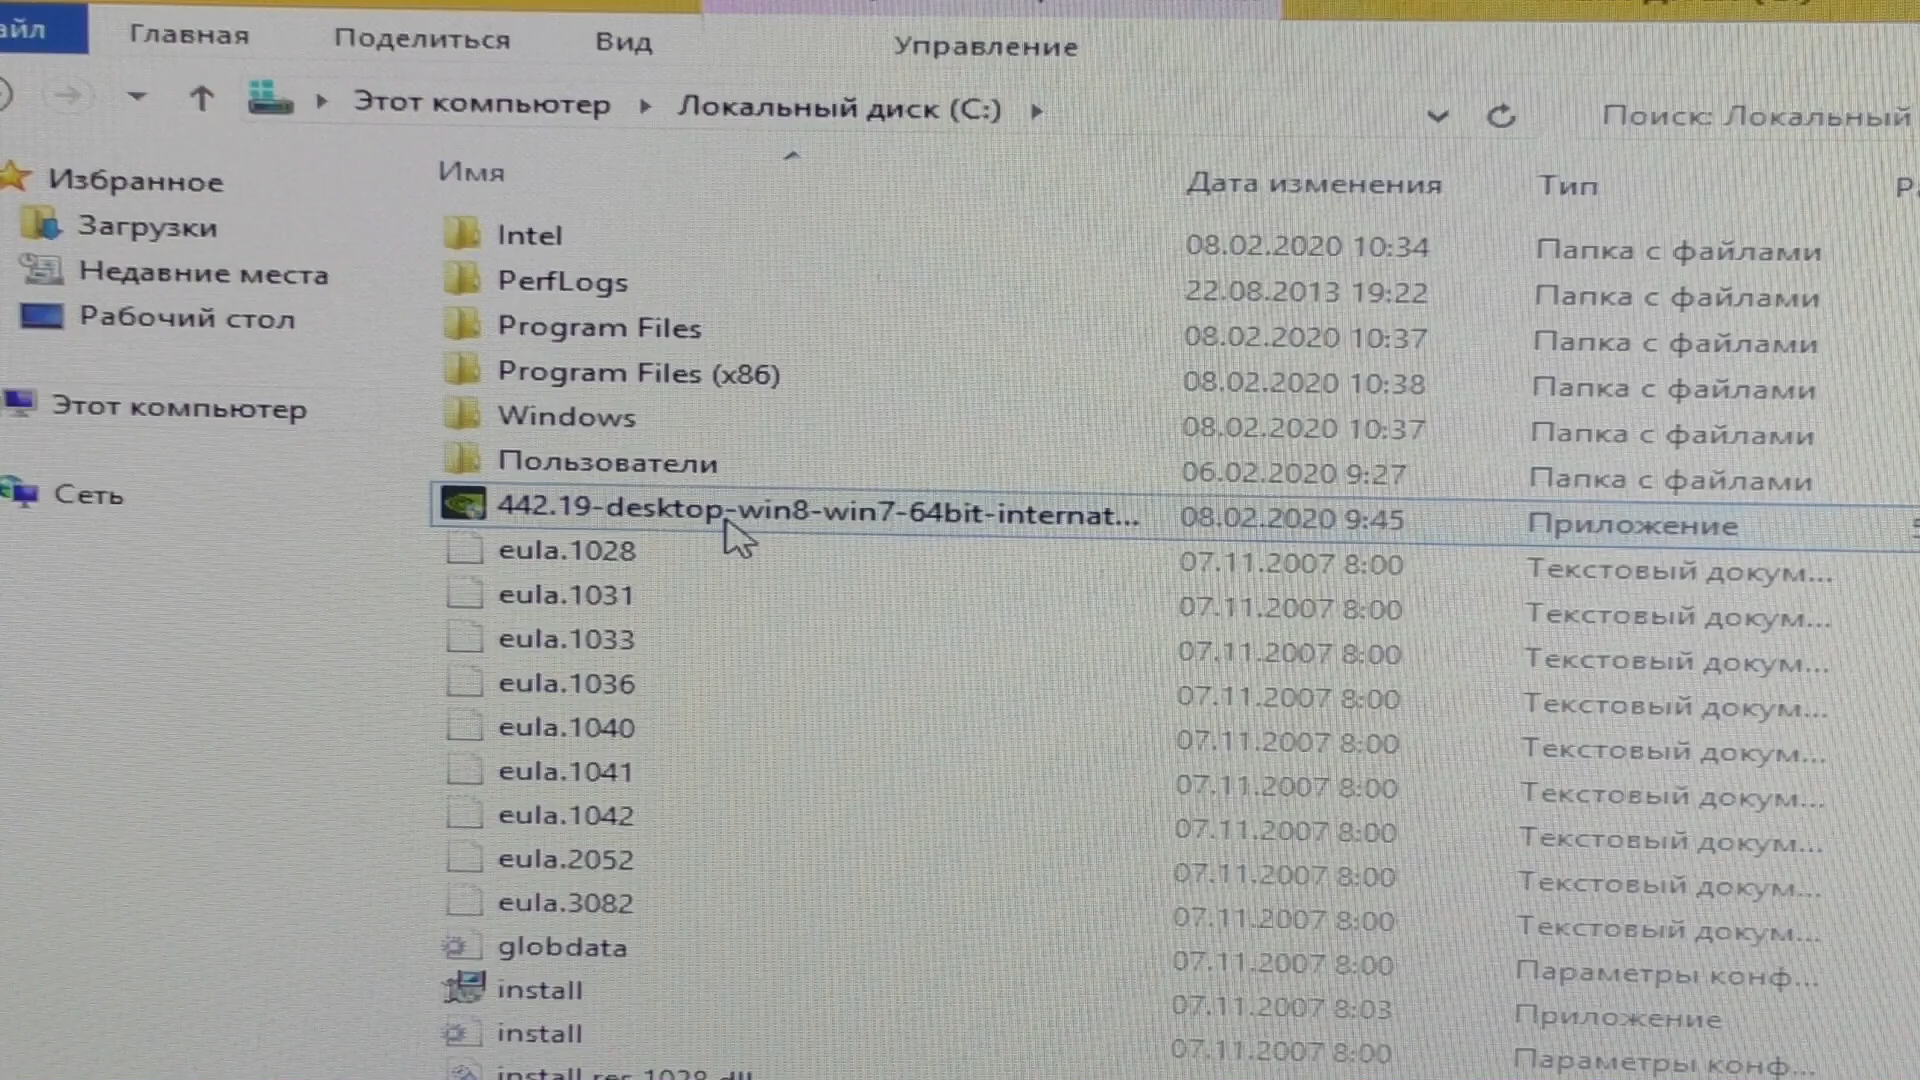 Главная Поделиться Вид Управление
Этот компьютер Локальный диск (C:) Поиск: Локальный
Имя Дата изменения Тип
Избранное
Загрузки
Недавние места
Рабочий стол
Этот компьютер
Сеть
Intel 08.02.2020 10:34 Папка с файлами
PerfLogs 22.08.2013 19:22 Папка с файлами
Program Files 08.02.2020 10:37 Папка с файлами
Program Files (x86) 08.02.2020 10:38 Папка с файлами
Windows 08.02.2020 10:37 Папка с файлами
Пользователи 06.02.2020 9:27 Папка с файлами
442.19-desktop-win8-win7-64bit-internat... 08.02.2020 9:45 Приложение
eula.1028 07.11.2007 8:00 Текстовый докум...
eula.1031 07.11.2007 8:00 Текстовый докум...
eula.1033 07.11.2007 8:00 Текстовый докум...
eula.1036 07.11.2007 8:00 Текстовый докум...
eula.1040 07.11.2007 8:00 Текстовый докум...
eula.1041 07.11.2007 8:00 Текстовый докум...
eula.1042 07.11.2007 8:00 Текстовый докум...
eula.2052 07.11.2007 8:00 Текстовый докум...
eula.3082 07.11.2007 8:00 Текстовый докум...
globdata 07.11.2007 8:00 Параметры конф...
install 07.11.2007 8:03 Приложение
install 07.11.2007 8:00 Параметры конф...